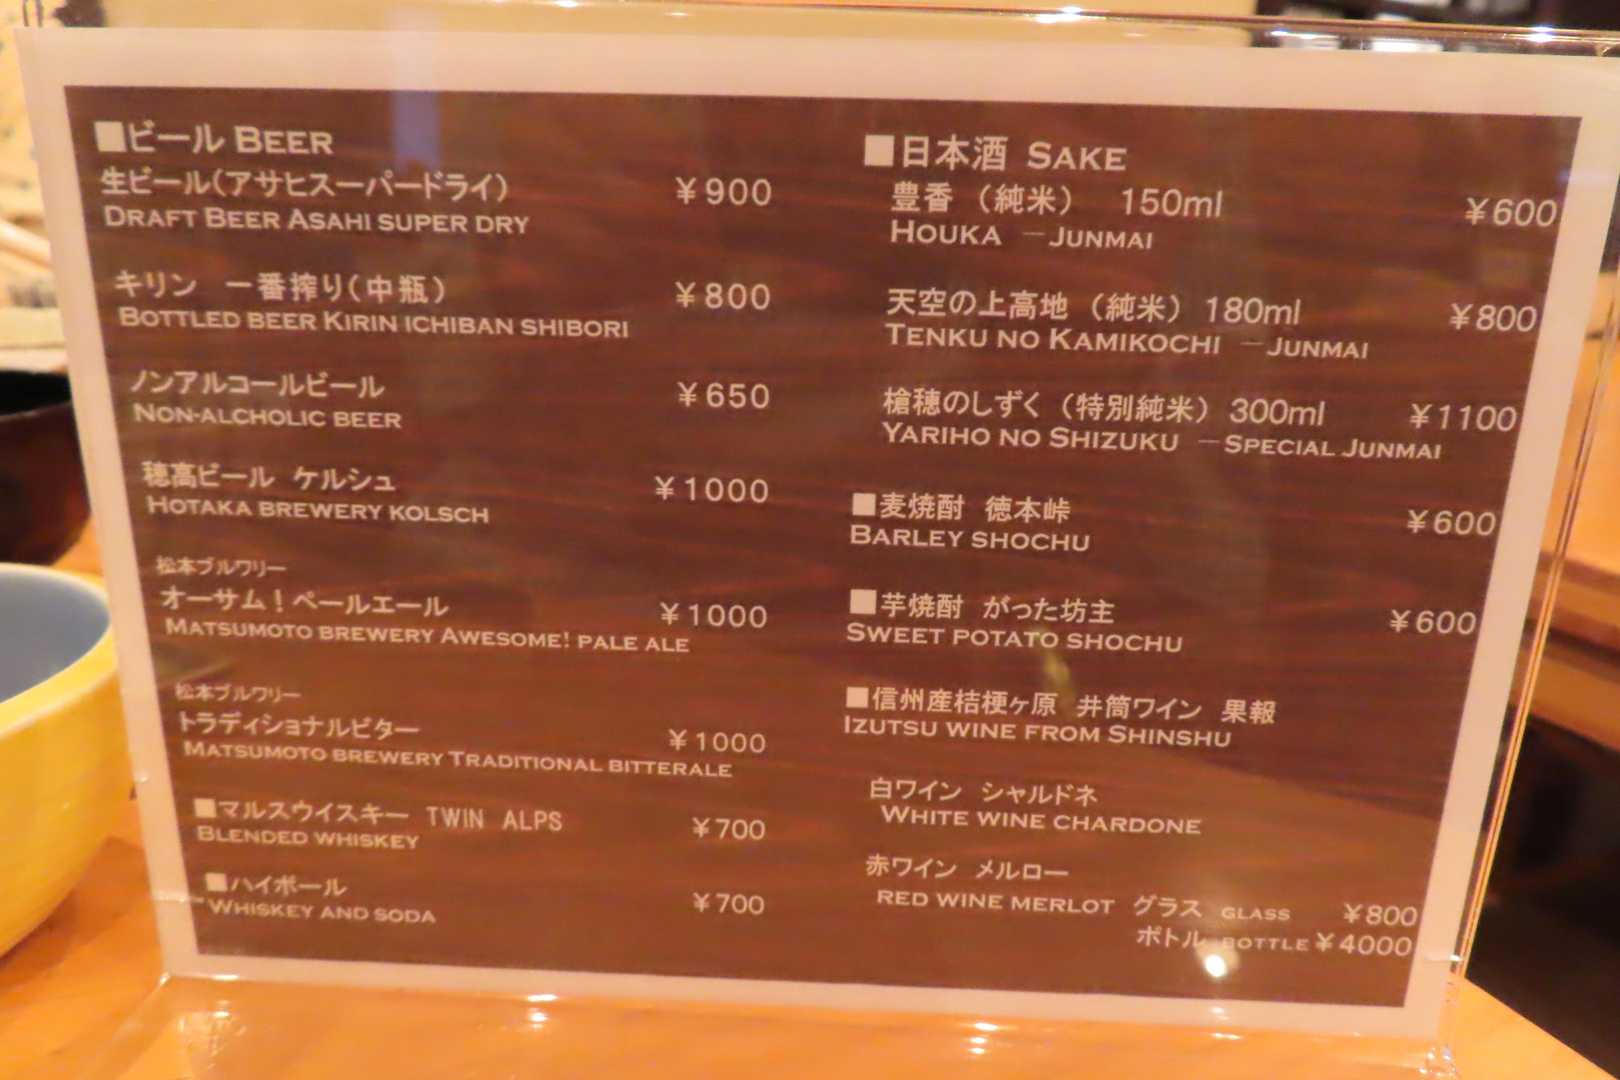 ■ビール BEER
生ビール(アサヒスーパードライ) ￥900
DRAFT BEER ASAHI SUPER DRY
キリン 一番搾り(中瓶) ￥800
BOTTLED BEER KIRIN ICHIBAN SHIBORI
ノンアルコールビール ￥650
NON-ALCHOLIC BEER
穂高ビール ケルシュ ￥1000
HOTAKA BREWERY KOLSCH
松本ブルワリー
オーサム！ペールエール ￥1000
MATSUMOTO BREWERY AWESOME! PALE ALE
松本ブルワリー
トラディショナルビター ￥1000
MATSUMOTO BREWERY TRADITIONAL BITTERALE
■マルスウイスキー TWIN ALPS ￥700
BLENDED WHISKEY
■ハイボール ￥700
WHISKEY AND SODA
■日本酒 SAKE
豊香 (純米) 150ml ￥600
HOUKA －JUNMAI
天空の上高地 (純米) 180ml ￥800
TENKU NO KAMIKOCHI －JUNMAI
槍穂のしずく (特別純米) 300ml ￥1100
YARIHO NO SHIZUKU －SPECIAL JUNMAI
■麦焼酎 徳本峠 ￥600
BARLEY SHOCHU
■芋焼酎 がった坊主 ￥600
SWEET POTATO SHOCHU
■信州産桔梗ヶ原 井筒ワイン 果報
IZUTSU WINE FROM SHINSHU
白ワイン シャルドネ
WHITE WINE CHARDONE
赤ワイン メルロー
RED WINE MERLOT グラス GLASS ￥800
ボトル BOTTLE ￥4000